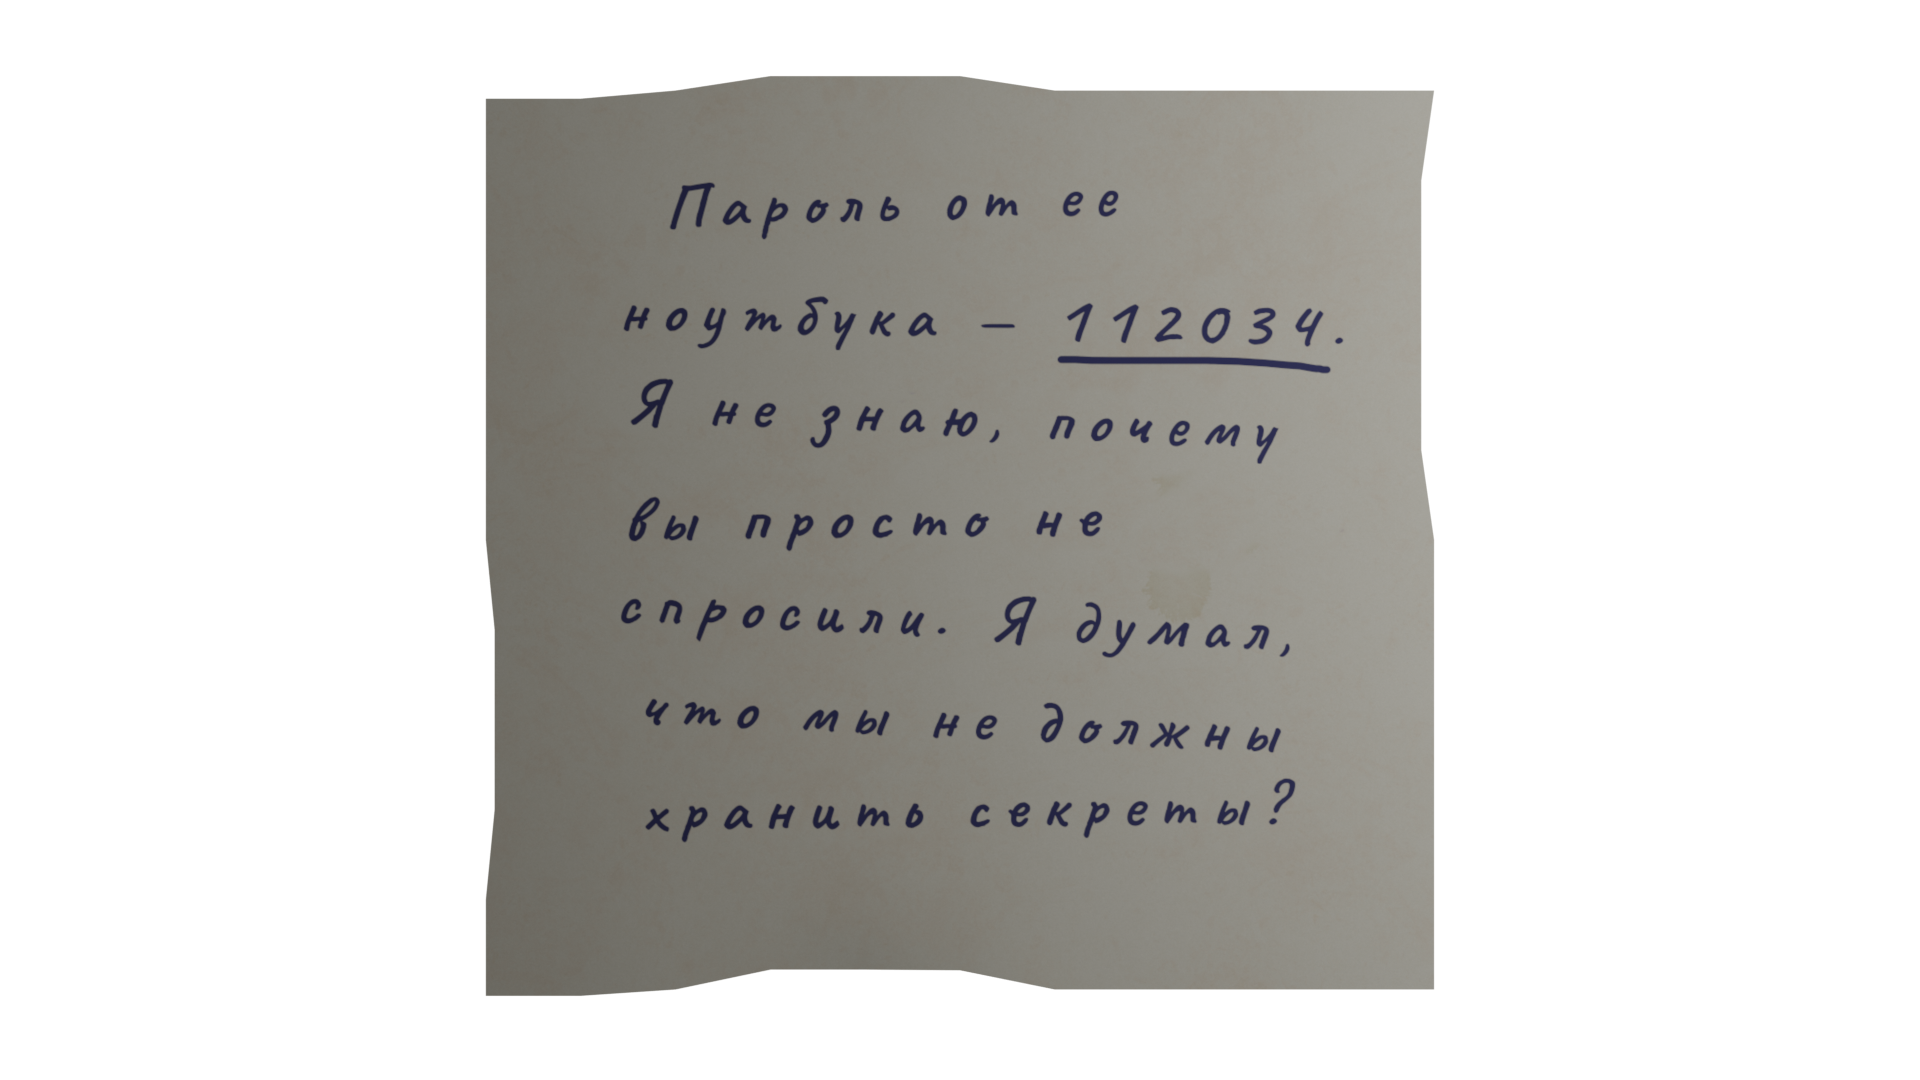 Пароль от ее
ноутбука – 112034.
Я не знаю, почему
вы просто не
спросили. Я думал,
что мы не должны
хранить секреты?